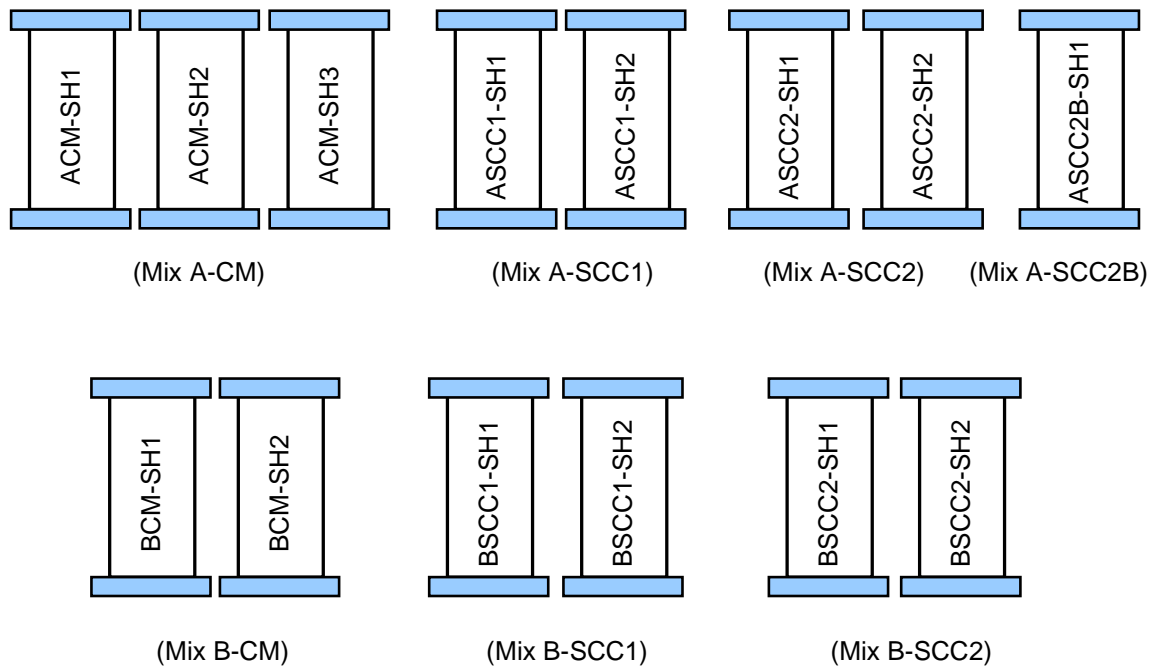 ACM-SH1
ACM-SH2
ACM-SH3
ASCC1-SH1
ASCC1-SH2
ASCC2-SH1
ASCC2-SH2
ASCC2B-SH1
(Mix A-CM)
(Mix A-SCC1)
(Mix A-SCC2)
(Mix A-SCC2B)
BCM-SH1
BCM-SH2
BSCC1-SH1
BSCC1-SH2
BSCC2-SH1
BSCC2-SH2
(Mix B-CM)
(Mix B-SCC1)
(Mix B-SCC2)